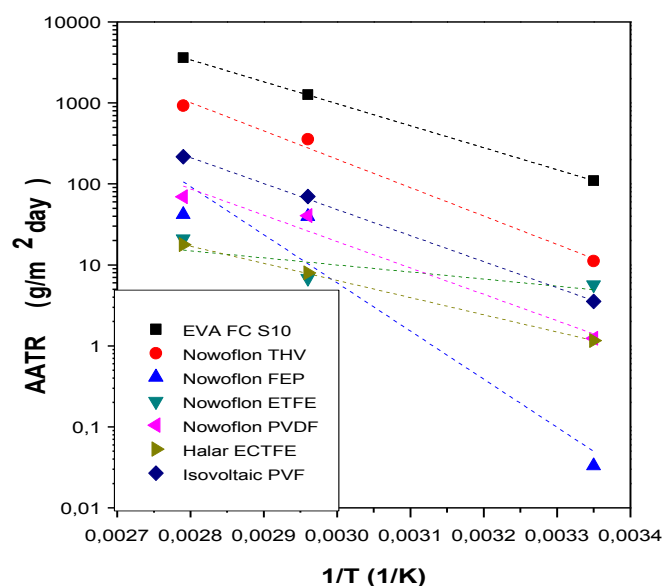 10000
1000
100
10
1
0,1
0,01
AATR (g/m² day)
EVA FC S10
Nowoflon THV
Nowoflon FEP
Nowoflon ETFE
Nowoflon PVDF
Halar ECTFE
Isovoltaic PVF
0,0027 0,0028 0,0029 0,0030 0,0031 0,0032 0,0033 0,0034
1/T (1/K)